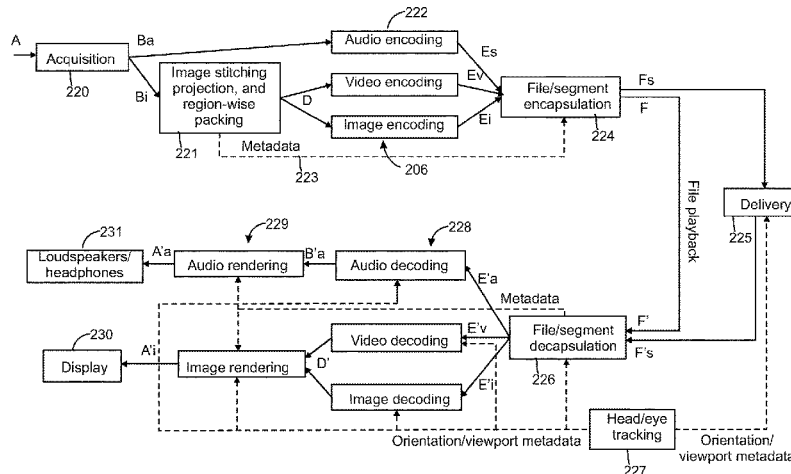 A
Acquisition
220
Ba
Bi
222
Audio encoding
Image stitching
projection, and
region-wise
packing
221
D
Video encoding
Image encoding
206
Es
Ev
Ei
File/segment
encapsulation
224
Metadata
223
Fs
F
File playback
Delivery
225
231
Loudspeakers/
headphones
A'a
229
Audio rendering
B'a
228
Audio decoding
E'a
Metadata
230
Display
A'i
Image rendering
D'
Video decoding
E'v
Image decoding
E'i
File/segment
decapsulation
226
F'
F's
Orientation/viewport metadata
Head/eye
tracking
227
Orientation/
viewport metadata